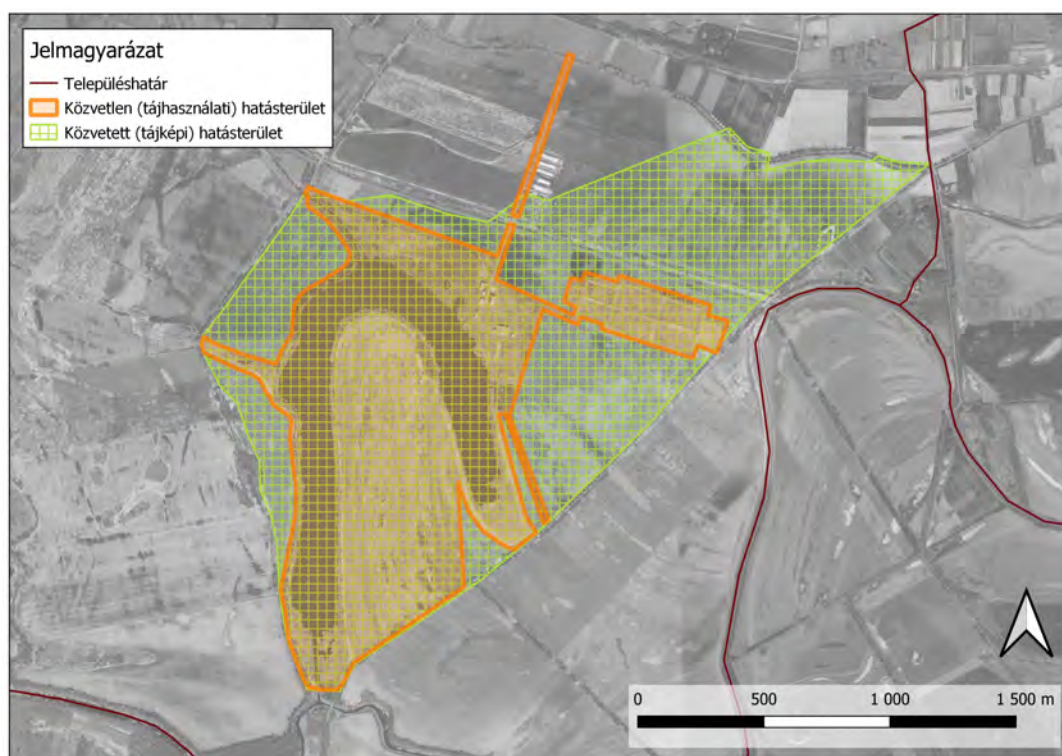 Jelmagyarázat
Településhatár
Közvetlen (tájhasználati) hatásterület
Közvetett (tájképi) hatásterület
0 500 1 000 1 500 m